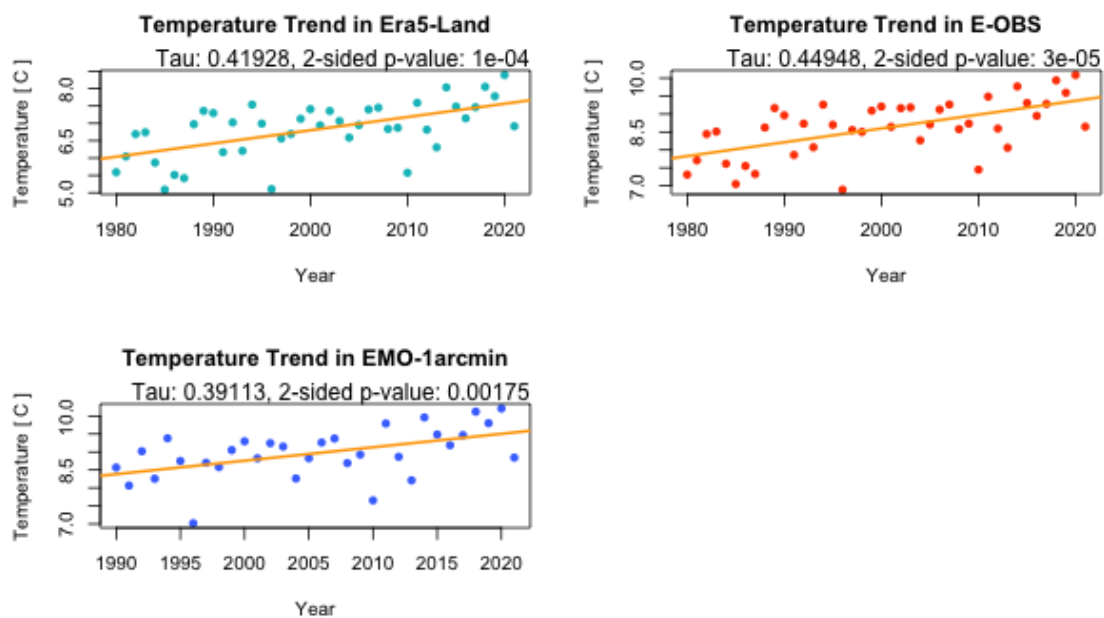 Temperature Trend in Era5-Land
Tau: 0.41928, 2-sided p-value: 1e-04
Temperature [ C ]
8.0
6.5
5.0
1980 1990 2000 2010 2020
Year
Temperature Trend in E-OBS
Tau: 0.44948, 2-sided p-value: 3e-05
Temperature [ C ]
10.0
8.5
7.0
1980 1990 2000 2010 2020
Year
Temperature Trend in EMO-1arcmin
Tau: 0.39113, 2-sided p-value: 0.00175
Temperature [ C ]
10.0
8.5
7.0
1990 1995 2000 2005 2010 2015 2020
Year